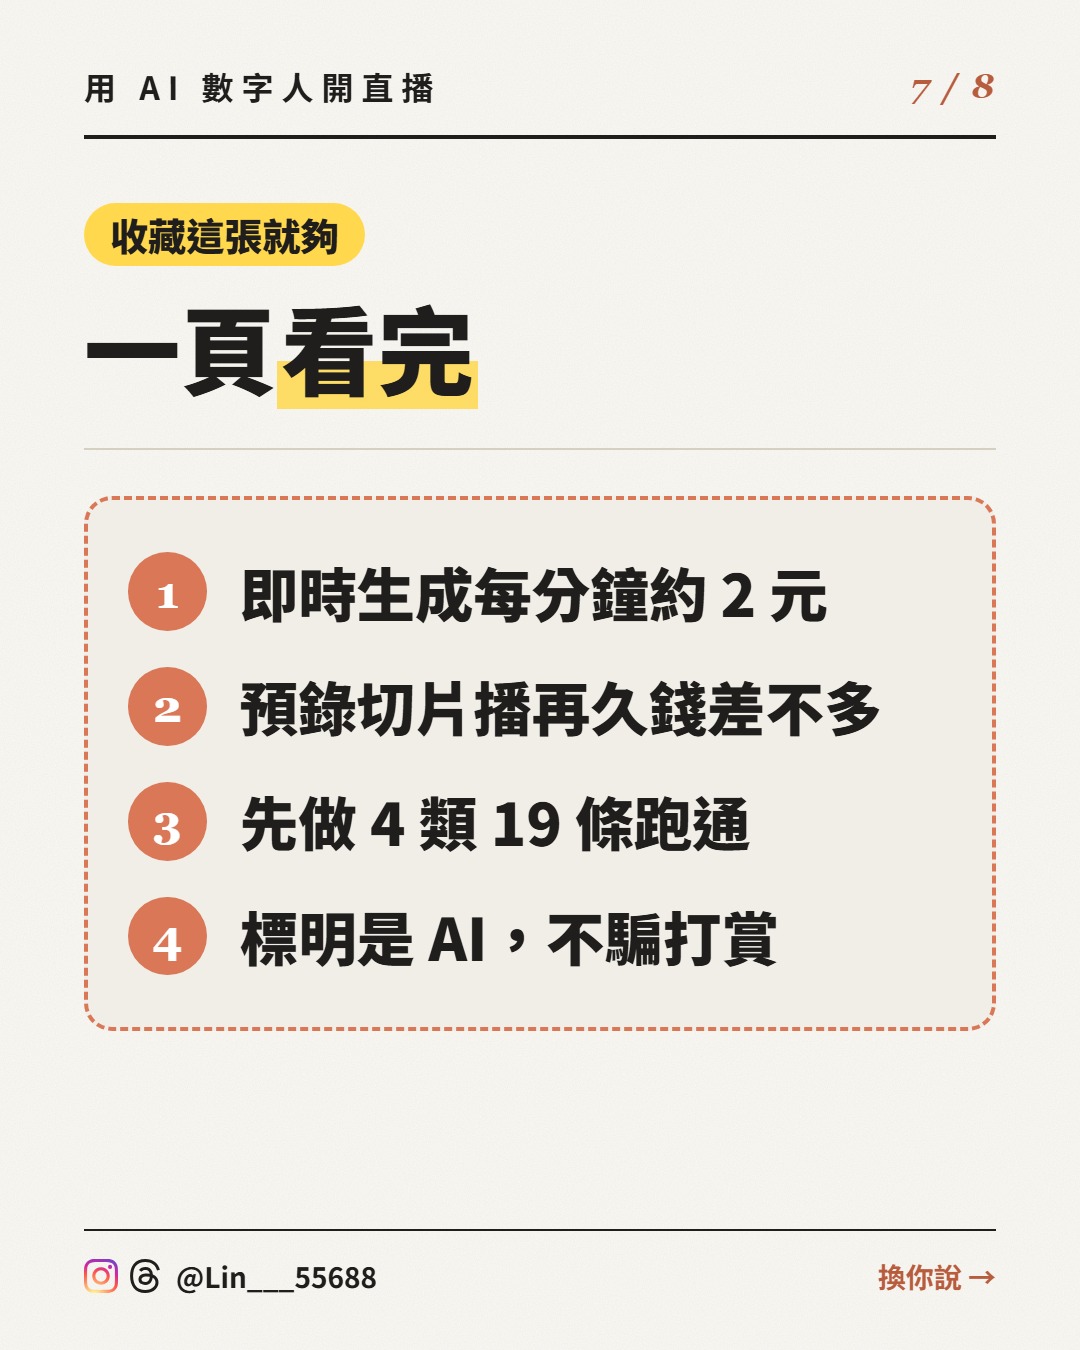 用 AI 數字人開直播
7 / 8
收藏這張就夠
一頁看完
1 即時生成每分鐘約 2 元
2 預錄切片播再久錢差不多
3 先做 4 類 19 條跑通
4 標明是 AI，不騙打賞
@Lin___55688
換你說 →